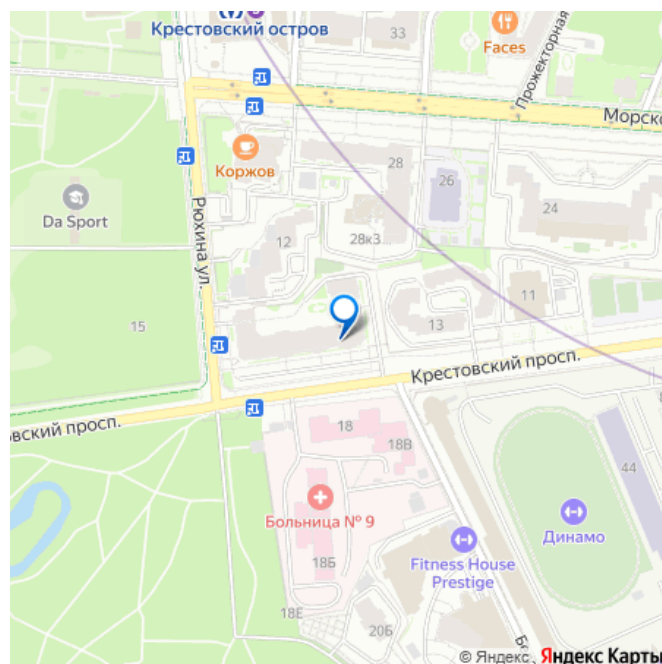 Крестовский остров
33
Faces
Прожекторная
Морско
Коржов
28
26
Da Sport
Рюхина ул.
24
12
28к3
11
15
13
Крестовский просп.
овский просп.
18
18В
44
Больница № 9
Динамо
18Б
Fitness House
Prestige
18Е
20Б
© Яндекс Яндекс Карты